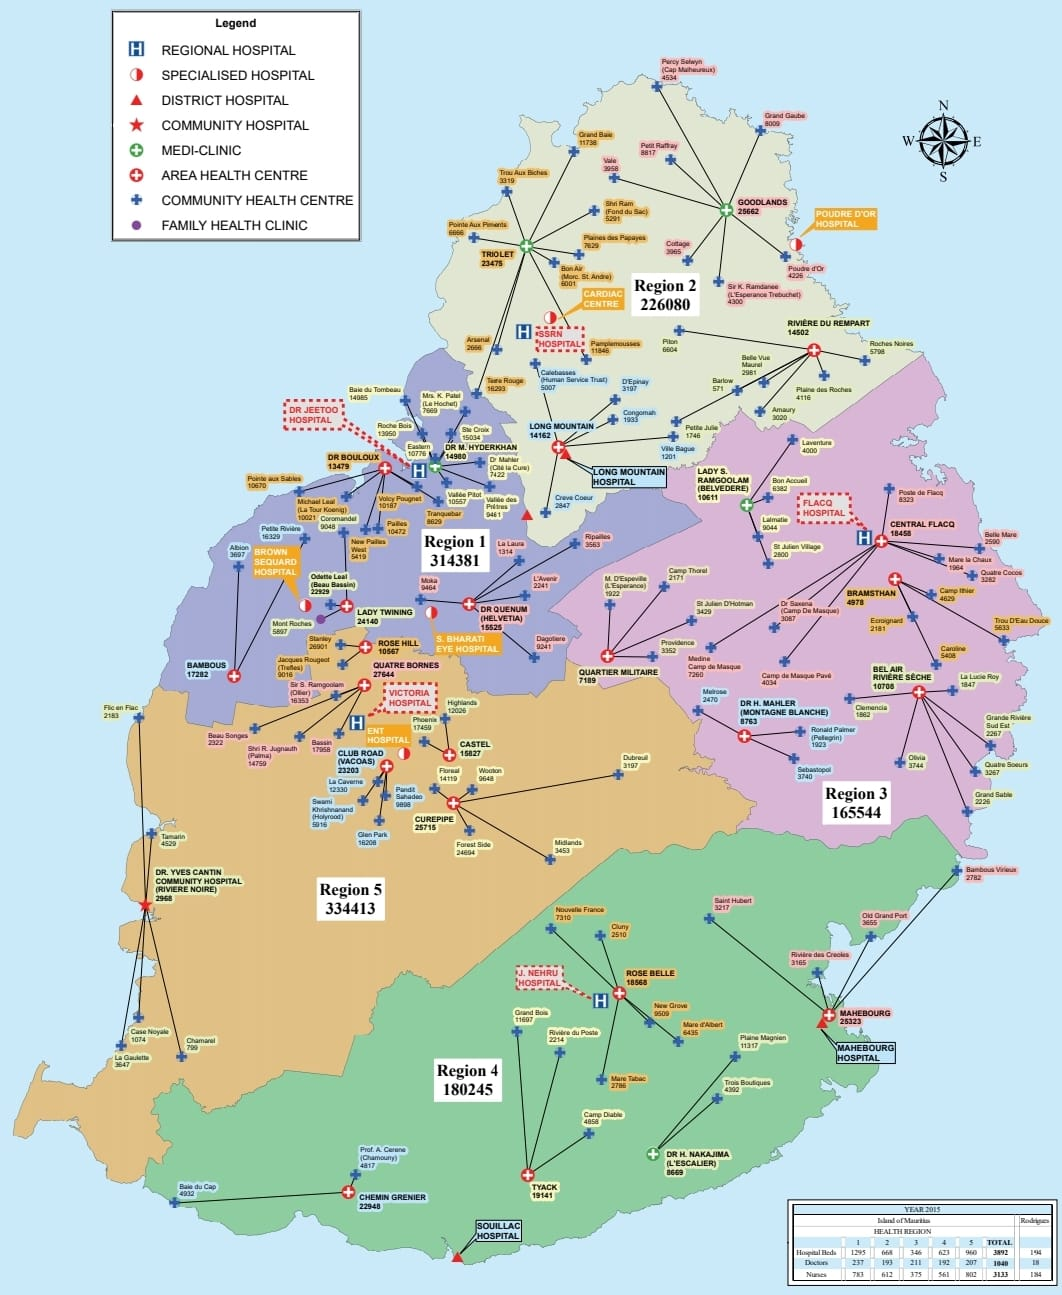 Legend
REGIONAL HOSPITAL
SPECIALISED HOSPITAL
DISTRICT HOSPITAL
COMMUNITY HOSPITAL
MEDI-CLINIC
AREA HEALTH CENTRE
COMMUNITY HEALTH CENTRE
FAMILY HEALTH CLINIC
N
W
E
S
Percy Selwyn
(Cap Malheureux)
4534
Grand Gaube
8009
Grand Baie
11738
Petit Raffray
8817
Vale
3958
Trou Aux Biches
3319
Shri Ram
(Fond du Sac)
5291
GOODLANDS
25662
POUDRE D'OR
HOSPITAL
Pointe Aux Piments
6666
Plaines des Papayes
7629
TRIOLET
23475
Bon Air
(Morc. St. Andre)
6001
Cottage
3965
Poudre d'Or
4226
Sir K. Ramdanee
(L'Esperance Trebuchet)
4300
CARDIAC
CENTRE
Region 2
226080
SSRN
HOSPITAL
Arsenal
2666
Pamplemousses
11846
Piton
6604
RIVIÈRE DU REMPART
14502
Roches Noires
5798
Belle Vue
Maurel
2981
Barlow
571
Plaine des Roches
4116
Amaury
3020
Calebasses
(Human Service Trust)
5007
Terre Rouge
16293
D'Epinay
3197
Congomah
1933
Petite Julie
1746
LONG MOUNTAIN
14162
Ville Bague
1201
LONG MOUNTAIN
HOSPITAL
Creve Coeur
2847
Baie du Tombeau
14985
Mrs. K. Patel
(Le Hochet)
7669
DR JEETOO
HOSPITAL
Roche Bois
13950
Ste Croix
15034
Eastern
10776
DR M. HYDERKHAN
14980
DR BOULOUX
13479
Dr Mahler
(Cité la Cure)
7422
Pointe aux Sables
10670
Michael Leal
(La Tour Koenig)
10021
Volcy Pougnet
10187
Vallée Pitot
10557
Vallée des
Prêtres
9461
Tranquebar
8629
Coromandel
9048
Pailles
10472
New Pailles
West
5419
Petite Rivière
16329
Albion
3697
BROWN
SEQUARD
HOSPITAL
Region 1
314381
La Laura
1314
Ripailles
3563
Odette Leal
(Beau Bassin)
22929
Moka
9464
L'Avenir
2241
LADY TWINING
24140
Mont Roches
5897
DR QUENUM
(HELVETIA)
15525
S. BHARATI
EYE HOSPITAL
Dagotiere
9241
Stanley
26901
ROSE HILL
10567
Jacques Rougeot
(Trefles)
9016
BAMBOUS
17282
QUATRE BORNES
27644
Sir S. Ramgoolam
(Ollier)
16353
VICTORIA
HOSPITAL
LADY S.
RAMGOOLAM
(BELVEDERE)
10611
Laventure
4000
Bon Accueil
6382
Lalmatie
9044
St Julien Village
2800
FLACQ
HOSPITAL
Poste de Flacq
8323
CENTRAL FLACQ
18458
Belle Mare
2590
Mare la Chaux
1964
Quatre Cocos
3282
BRAMSTHAN
4978
Camp Ithier
4629
Ecroignard
2181
Trou D'Eau Douce
5633
Caroline
5408
M. D'Espeville
(L'Esperance)
1922
Camp Thorel
2171
St Julien D'Hotman
3429
Dr Saxena
(Camp De Masque)
3087
Providence
3352
QUARTIER MILITAIRE
7189
Medine
Camp de Masque
7260
Camp de Masque Pavé
4034
BEL AIR
RIVIÈRE SÈCHE
10708
La Lucie Roy
1847
Clemencia
1862
Melrose
2470
DR H. MAHLER
(MONTAGNE BLANCHE)
8763
Ronald Palmer
(Pellegrin)
1923
Sebastopol
3740
Grande Rivière
Sud Est
2267
Olivia
3744
Quatre Soeurs
3267
Grand Sable
2226
Region 3
165544
Flic en Flac
2183
Beau Songes
2322
Shri R. Jugnauth
(Palma)
14759
Bassin
17958
Phoenix
17459
Highlands
12026
ENT
HOSPITAL
CLUB ROAD
(VACOAS)
23203
CASTEL
15827
La Caverne
12330
Pandit
Sahadeo
9898
Swami
Khrishnanand
(Holyrood)
5916
Glen Park
16208
Floreal
14119
Wooton
9648
Dubreuil
3197
CUREPIPE
25715
Forest Side
24694
Midlands
3453
Tamarin
4529
DR. YVES CANTIN
COMMUNITY HOSPITAL
(RIVIERE NOIRE)
2968
Region 5
334413
Case Noyale
1074
La Gaulette
3647
Chamarel
799
Bambous Virieux
2782
Saint Hubert
3217
Old Grand Port
3655
Rivière des Creoles
3165
Nouvelle France
7310
Cluny
2510
J. NEHRU
HOSPITAL
ROSE BELLE
18568
New Grove
9509
Mare d'Albert
6435
Grand Bois
11697
Rivière du Poste
2214
MAHEBOURG
25323
MAHEBOURG
HOSPITAL
Plaine Magnien
11317
Trois Boutiques
4392
Mare Tabac
2786
Region 4
180245
Camp Diable
4858
DR H. NAKAJIMA
(L'ESCALIER)
8669
TYACK
19141
Prof. A. Cerene
(Chamouny)
4817
Baie du Cap
4932
CHEMIN GRENIER
22948
SOUILLAC
HOSPITAL
YEAR 2015
Island of Mauritius Rodrigues
HEALTH REGION
1 2 3 4 5 TOTAL
Hospital Beds 1295 668 346 623 960 3892 194
Doctors 237 193 211 192 207 1040 18
Nurses 783 612 375 561 802 3133 184